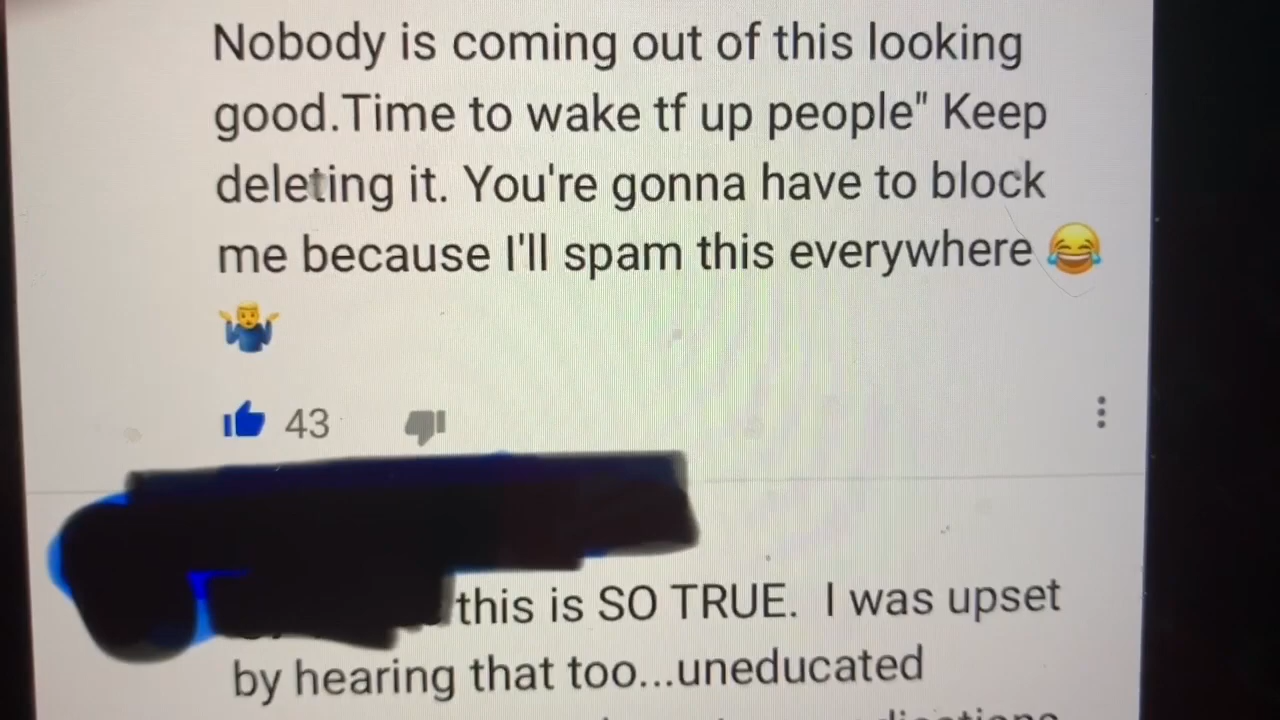 Nobody is coming out of this looking
good.Time to wake tf up people" Keep
deleting it. You're gonna have to block
me because I'll spam this everywhere 😂
🤷‍♂️
43
this is SO TRUE.  I was upset
by hearing that too...uneducated